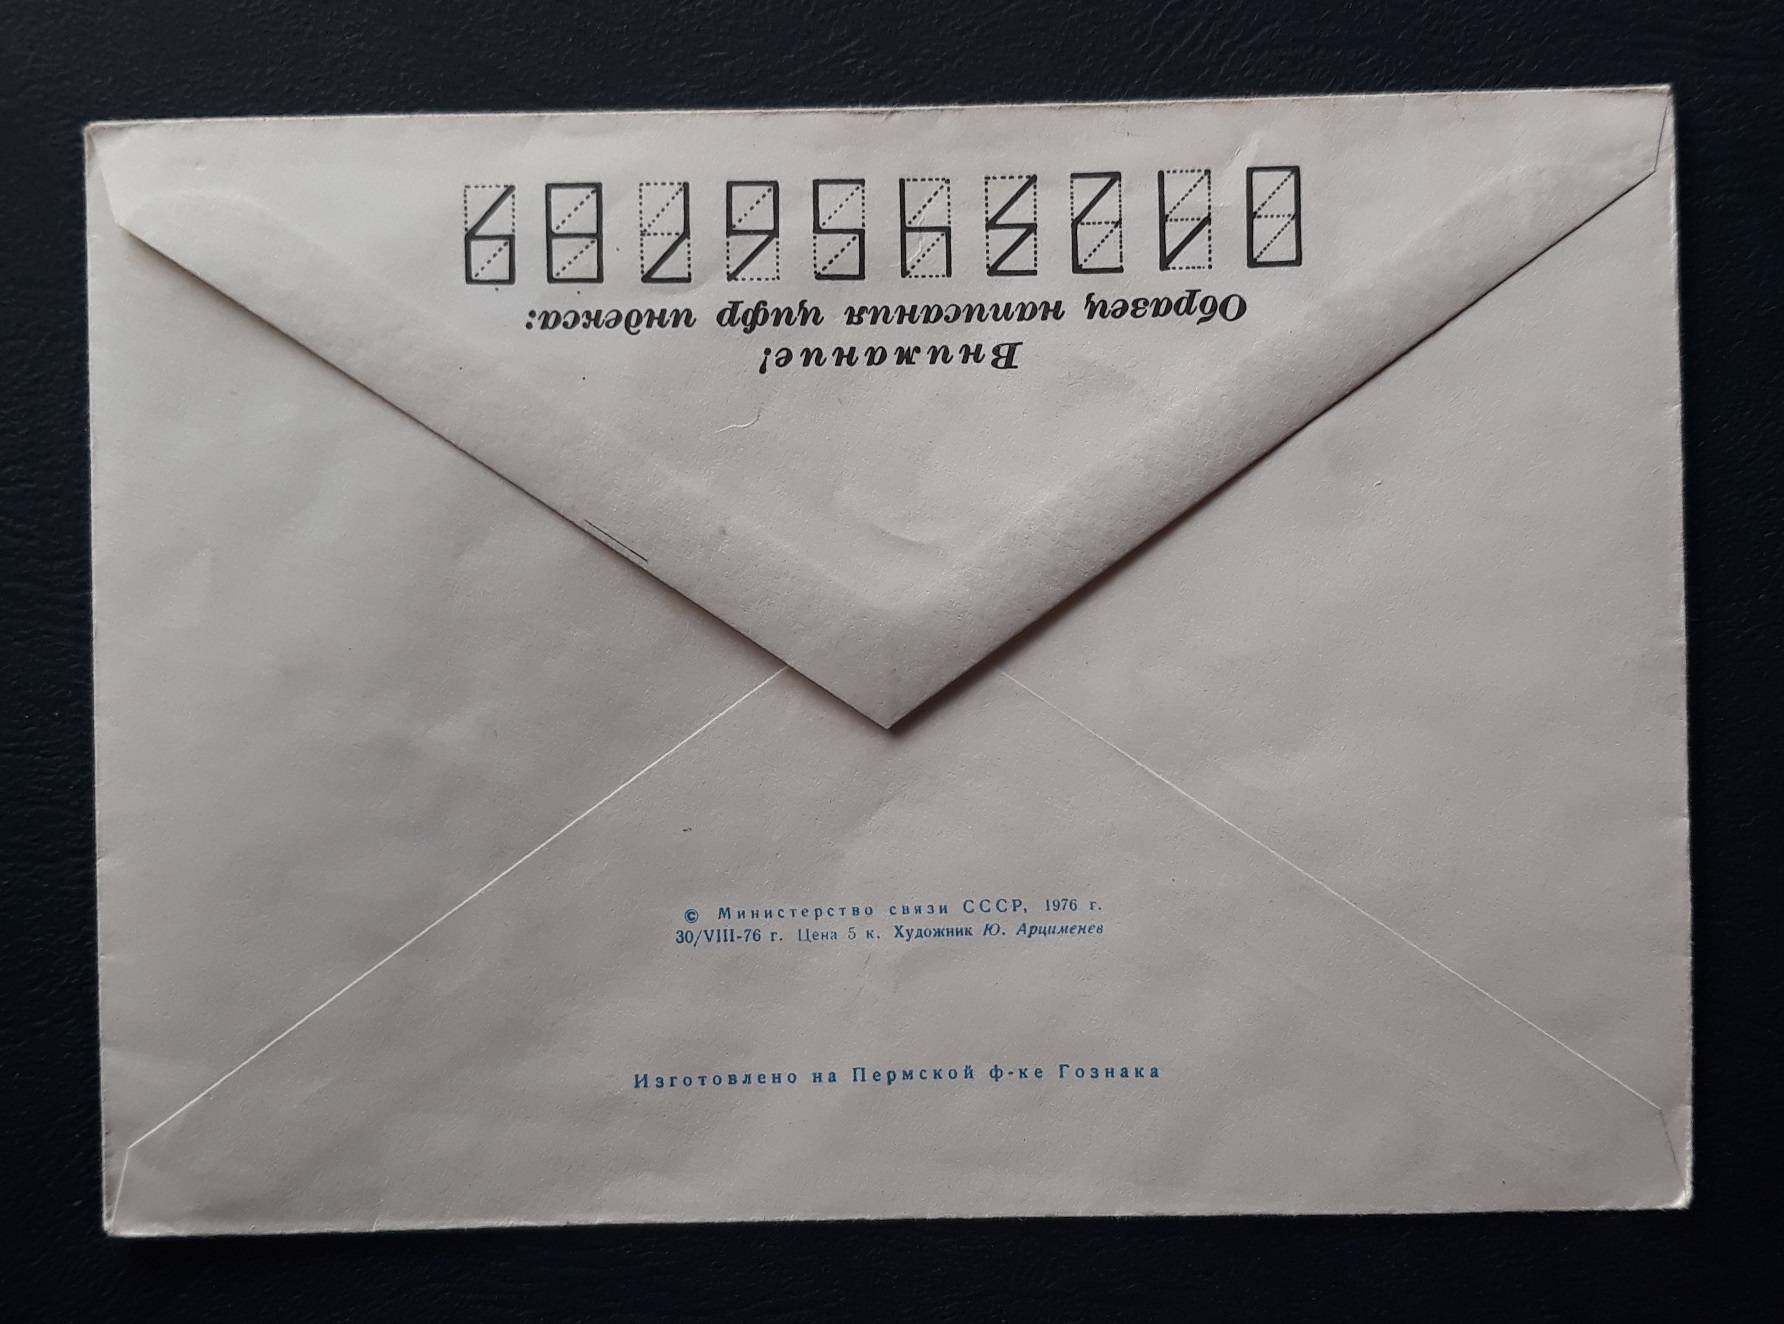 Внимание!
Образец написания цифр индекса:
0123456789
© Министерство связи СССР, 1976 г.
30/VIII-76 г. Цена 5 к. Художник Ю. Арцименев
Изготовлено на Пермской ф-ке Гознака